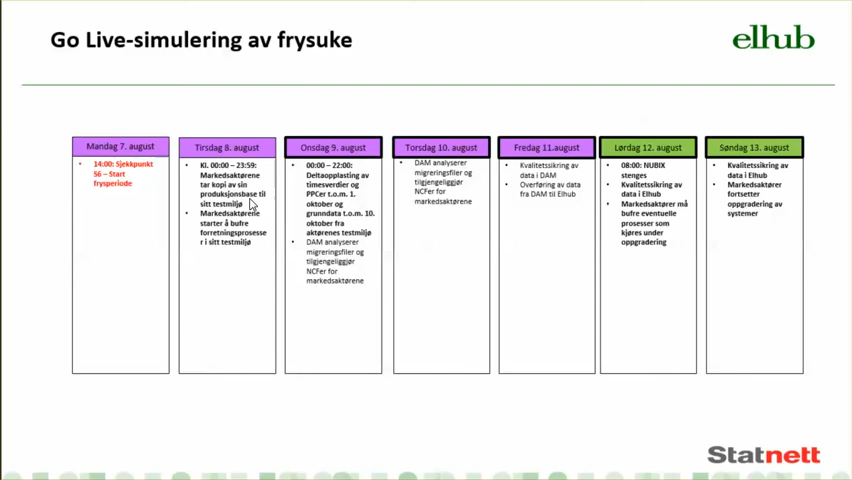 Go Live-simulering av frysuke
elhub
Mandag 7. august
• 14:00: Sjekkpunkt
56 – Start
frysperiode
Tirsdag 8. august
• Kl. 00:00 – 23:59:
Markedsaktørene
tar kopi av sin
produksjonsbase til
sitt testmiljø
• Markedsaktørene
starter å bufre
forretningsprosesse
r i sitt testmiljø
Onsdag 9. august
• 00:00 – 22:00:
Deltaopplasting av
timesverdier og
PPCer t.o.m. 1.
oktober og
grunndata t.o.m. 10.
oktober fra
aktørenes testmiljø
• DAM analyserer
migreringsfiler og
tilgjengeliggjør
NCFer for
markedsaktørene
Torsdag 10. august
• DAM analyserer
migreringsfiler og
tilgjengeliggjør
NCFer for
markedsaktørene
Fredag 11.august
• Kvalitetssikring av
data i DAM
• Overføring av data
fra DAM til Elhub
Lørdag 12. august
• 08:00: NUBIX
stenges
• Kvalitetssikring av
data i Elhub
• Markedsaktører må
bufre eventuelle
prosesser som
kjøres under
oppgradering
Søndag 13. august
• Kvalitetssikring av
data i Elhub
• Markedsaktører
fortsetter
oppgradering av
systemer
Statnett